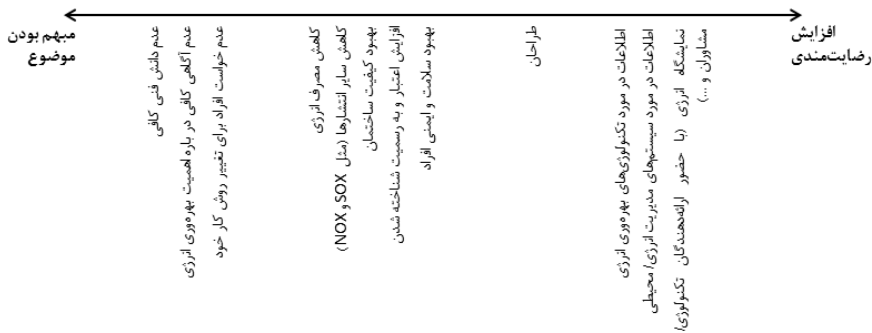 افزایش
رضایت‌مندی
مبهم بودن
موضوع
مشاوران و ...)
نمایشگاه انرژی (با حضور ارائه‌دهندگان تکنولوژی/
اطلاعات در مورد سیستم‌های مدیریت انرژی/ محیطی
اطلاعات در مورد تکنولوژی‌های بهره‌وری انرژی
طراحان
بهبود سلامت و ایمنی افراد
افزایش اعتبار و به رسمیت شناخته شدن
بهبود کیفیت ساختمان
کاهش سایر انتشارها (مثل SOX و NOX)
کاهش مصرف انرژی
عدم خواست افراد برای تغییر روش کار خود
عدم آگاهی کافی در باره اهمیت بهره‌وری انرژی
عدم دانش فنی کافی